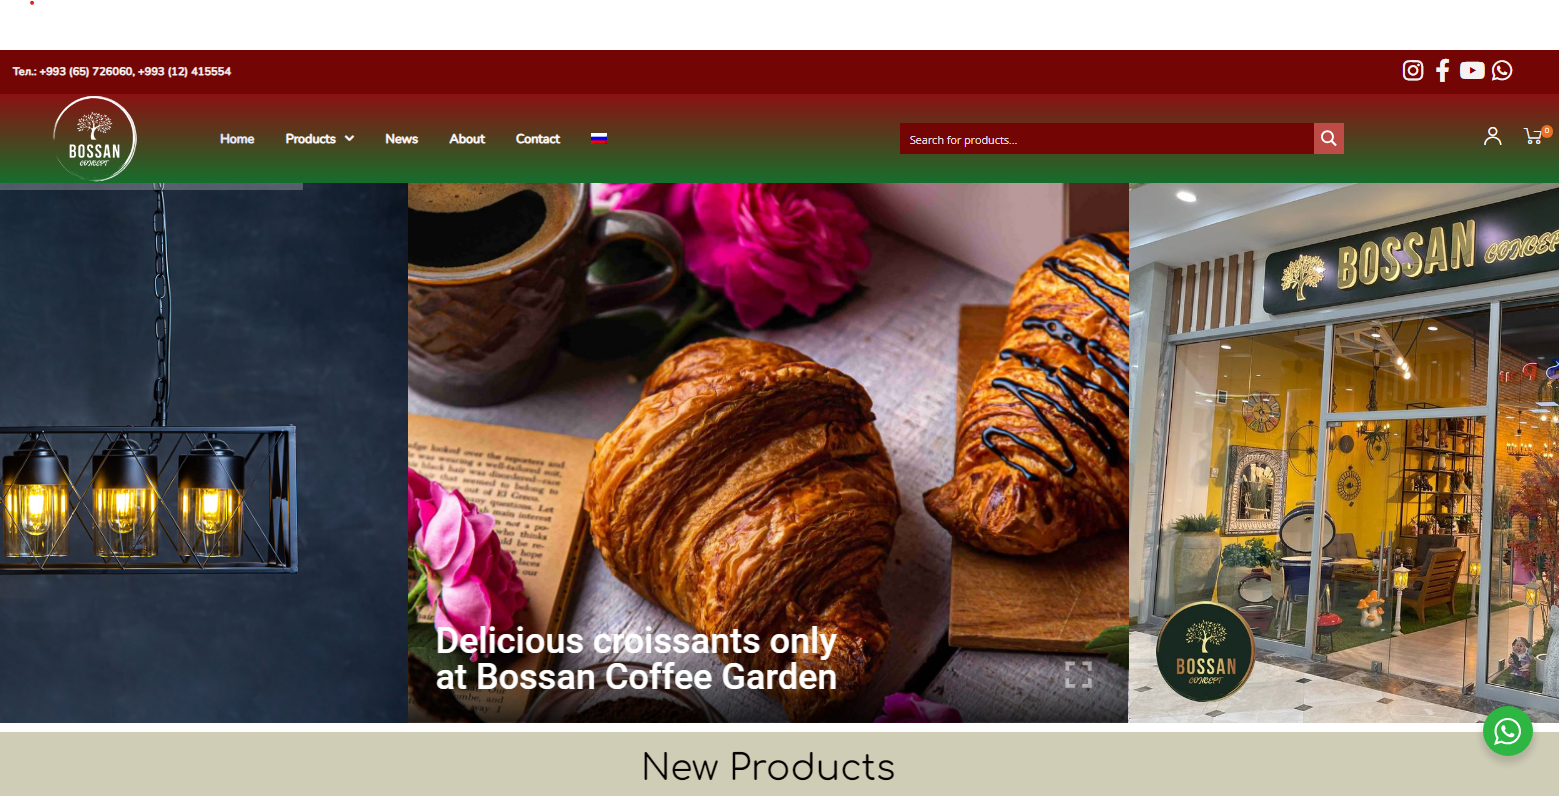 Тел.: +993 (65) 726060, +993 (12) 415554
BOSSAN
CONCEPT
Home
Products
News
About
Contact
Search for products...
0
BOSSAN CONCEPT
Delicious croissants only
at Bossan Coffee Garden
BOSSAN
CONCEPT
New Products